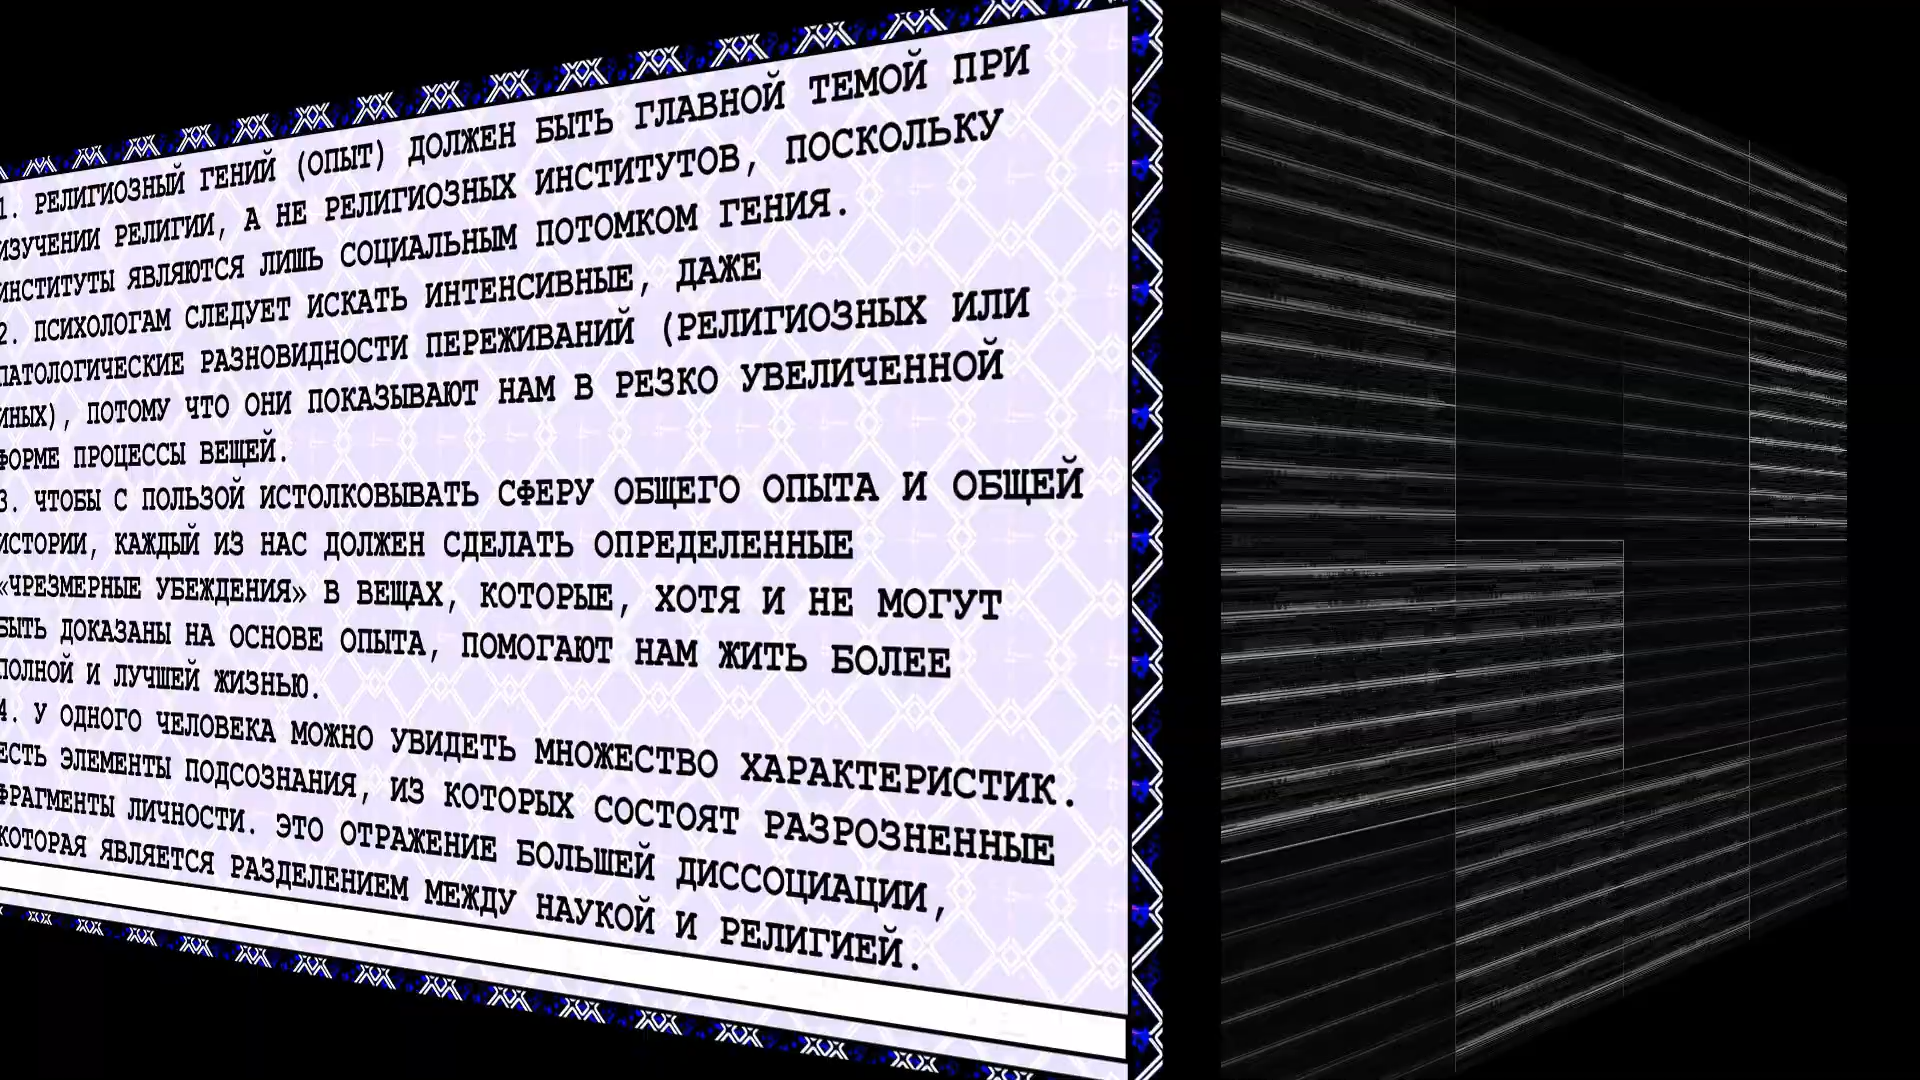 1. РЕЛИГИОЗНЫЙ ГЕНИЙ (ОПЫТ) ДОЛЖЕН БЫТЬ ГЛАВНОЙ ТЕМОЙ ПРИ
ИЗУЧЕНИИ РЕЛИГИИ, А НЕ РЕЛИГИОЗНЫХ ИНСТИТУТОВ, ПОСКОЛЬКУ
ИНСТИТУТЫ ЯВЛЯЮТСЯ ЛИШЬ СОЦИАЛЬНЫМ ПОТОМКОМ ГЕНИЯ.
2. ПСИХОЛОГАМ СЛЕДУЕТ ИСКАТЬ ИНТЕНСИВНЫЕ, ДАЖЕ
ПАТОЛОГИЧЕСКИЕ РАЗНОВИДНОСТИ ПЕРЕЖИВАНИЙ (РЕЛИГИОЗНЫХ ИЛИ
ИНЫХ), ПОТОМУ ЧТО ОНИ ПОКАЗЫВАЮТ НАМ В РЕЗКО УВЕЛИЧЕННОЙ
ФОРМЕ ПРОЦЕССЫ ВЕЩЕЙ.
3. ЧТОБЫ С ПОЛЬЗОЙ ИСТОЛКОВЫВАТЬ СФЕРУ ОБЩЕГО ОПЫТА И ОБЩЕЙ
ИСТОРИИ, КАЖДЫЙ ИЗ НАС ДОЛЖЕН СДЕЛАТЬ ОПРЕДЕЛЕННЫЕ
«ЧРЕЗМЕРНЫЕ УБЕЖДЕНИЯ» В ВЕЩАХ, КОТОРЫЕ, ХОТЯ И НЕ МОГУТ
БЫТЬ ДОКАЗАНЫ НА ОСНОВЕ ОПЫТА, ПОМОГАЮТ НАМ ЖИТЬ БОЛЕЕ
ПОЛНОЙ И ЛУЧШЕЙ ЖИЗНЬЮ.
4. У ОДНОГО ЧЕЛОВЕКА МОЖНО УВИДЕТЬ МНОЖЕСТВО ХАРАКТЕРИСТИК.
ЕСТЬ ЭЛЕМЕНТЫ ПОДСОЗНАНИЯ, ИЗ КОТОРЫХ СОСТОЯТ РАЗРОЗНЕННЫЕ
ФРАГМЕНТЫ ЛИЧНОСТИ. ЭТО ОТРАЖЕНИЕ БОЛЬШЕЙ ДИССОЦИАЦИИ,
КОТОРАЯ ЯВЛЯЕТСЯ РАЗДЕЛЕНИЕМ МЕЖДУ НАУКОЙ И РЕЛИГИЕЙ.